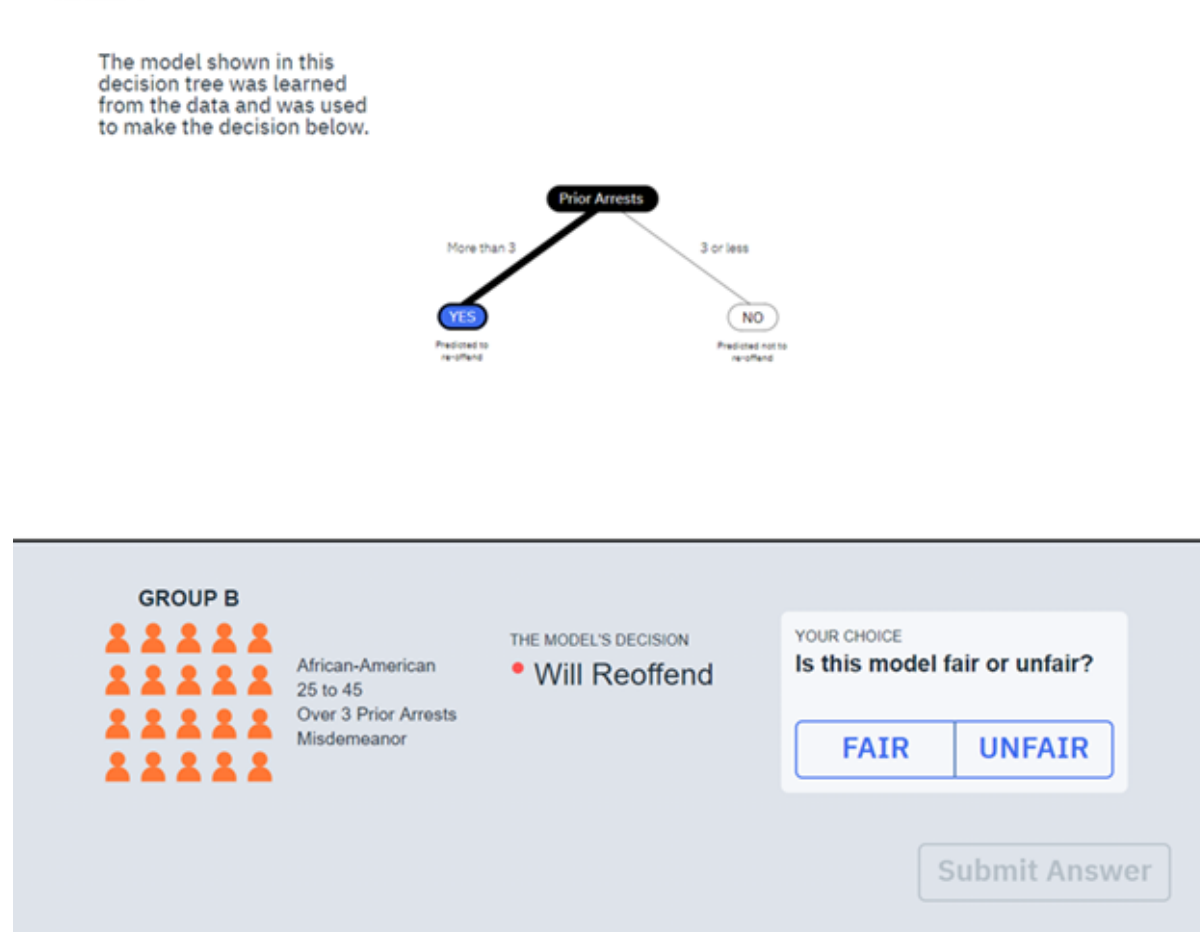 The model shown in this
decision tree was learned
from the data and was used
to make the decision below.
Prior Arrests
More than 3
3 or less
YES
NO
Predicted to
re-offend
Predicted not to
re-offend
GROUP B
African-American
25 to 45
Over 3 Prior Arrests
Misdemeanor
THE MODEL'S DECISION
Will Reoffend
YOUR CHOICE
Is this model fair or unfair?
FAIR
UNFAIR
Submit Answer